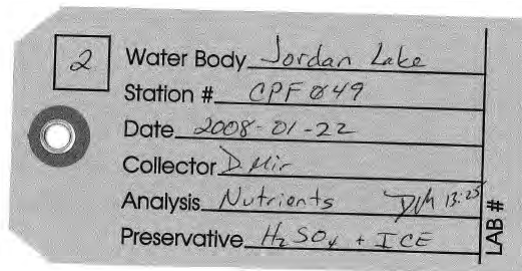 2
Water Body Jordan Lake
Station # CPFØ49
Date 2008-01-22
Collector D. Mir
Analysis Nutrients DM 13:25
Preservative H₂SO₄ + ICE
LAB #